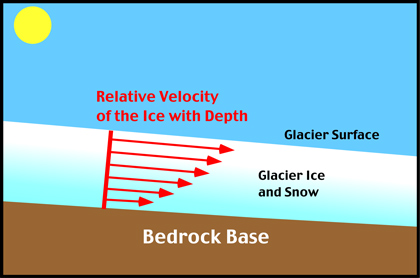 Relative Velocity
of the Ice with Depth
Glacier Surface
Glacier Ice
and Snow
Bedrock Base